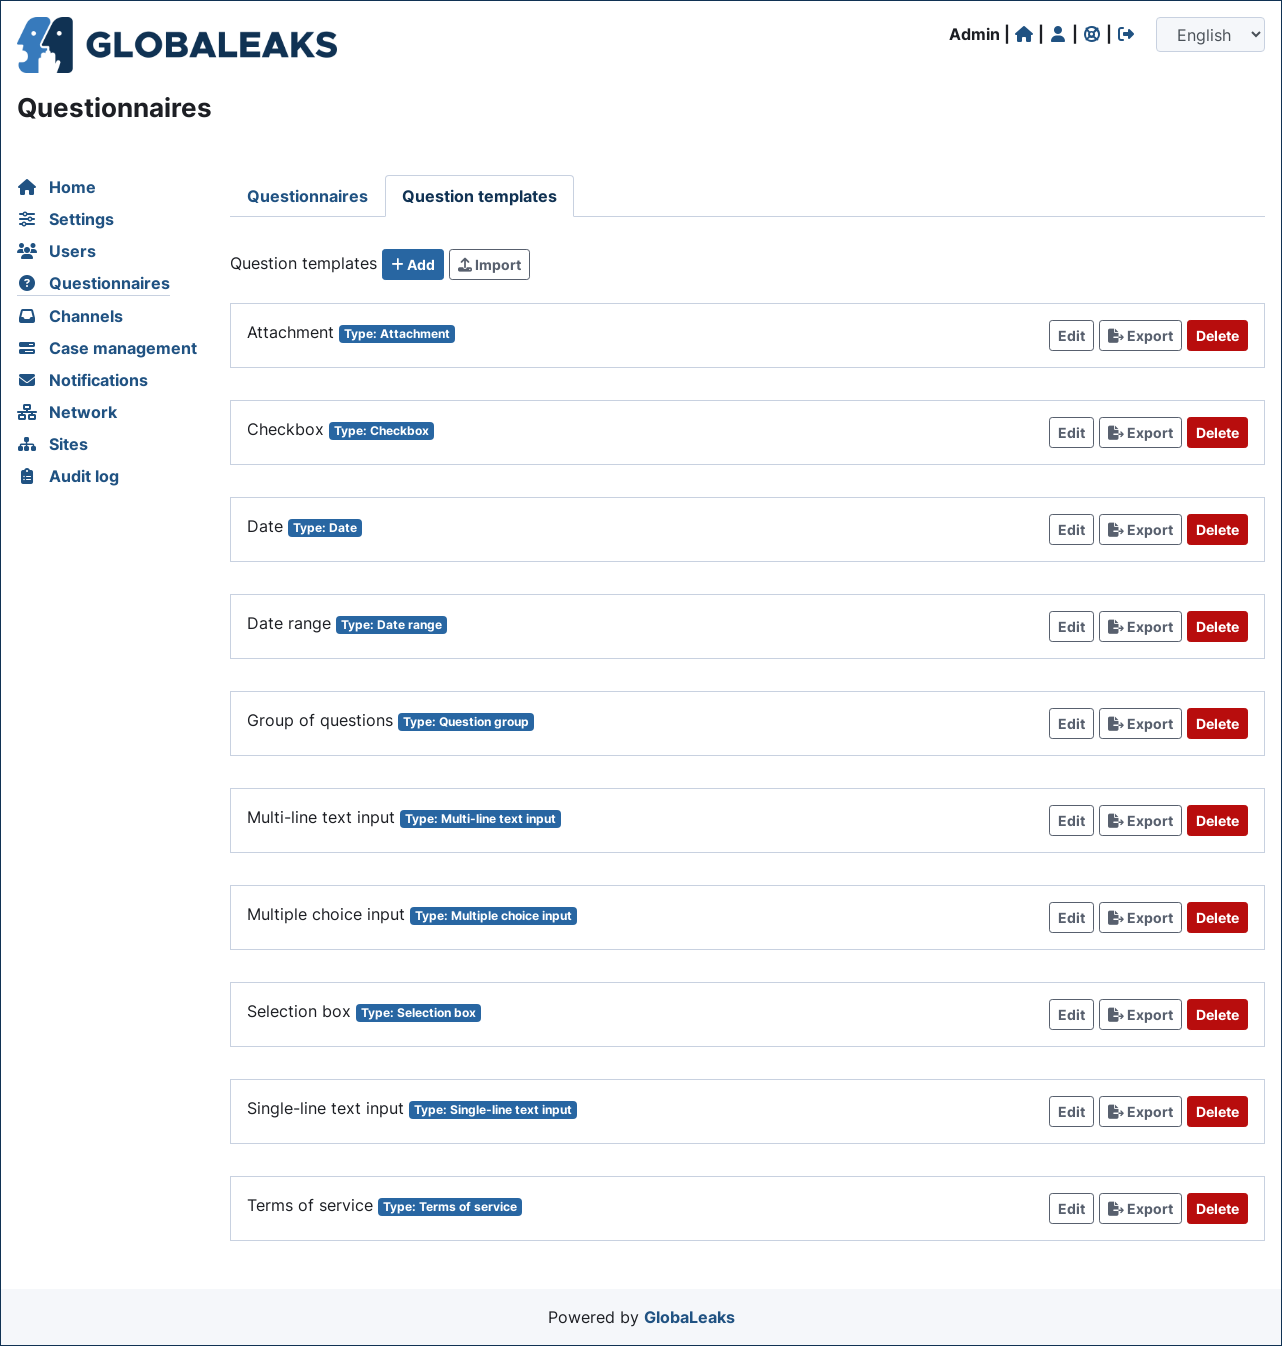 GLOBALEAKS
Admin | | | |
English
Questionnaires
Home
Settings
Users
Questionnaires
Channels
Case management
Notifications
Network
Sites
Audit log
Questionnaires
Question templates
Question templates Add Import
Attachment Type: Attachment Edit Export Delete
Checkbox Type: Checkbox Edit Export Delete
Date Type: Date Edit Export Delete
Date range Type: Date range Edit Export Delete
Group of questions Type: Question group Edit Export Delete
Multi-line text input Type: Multi-line text input Edit Export Delete
Multiple choice input Type: Multiple choice input Edit Export Delete
Selection box Type: Selection box Edit Export Delete
Single-line text input Type: Single-line text input Edit Export Delete
Terms of service Type: Terms of service Edit Export Delete
Powered by GlobaLeaks